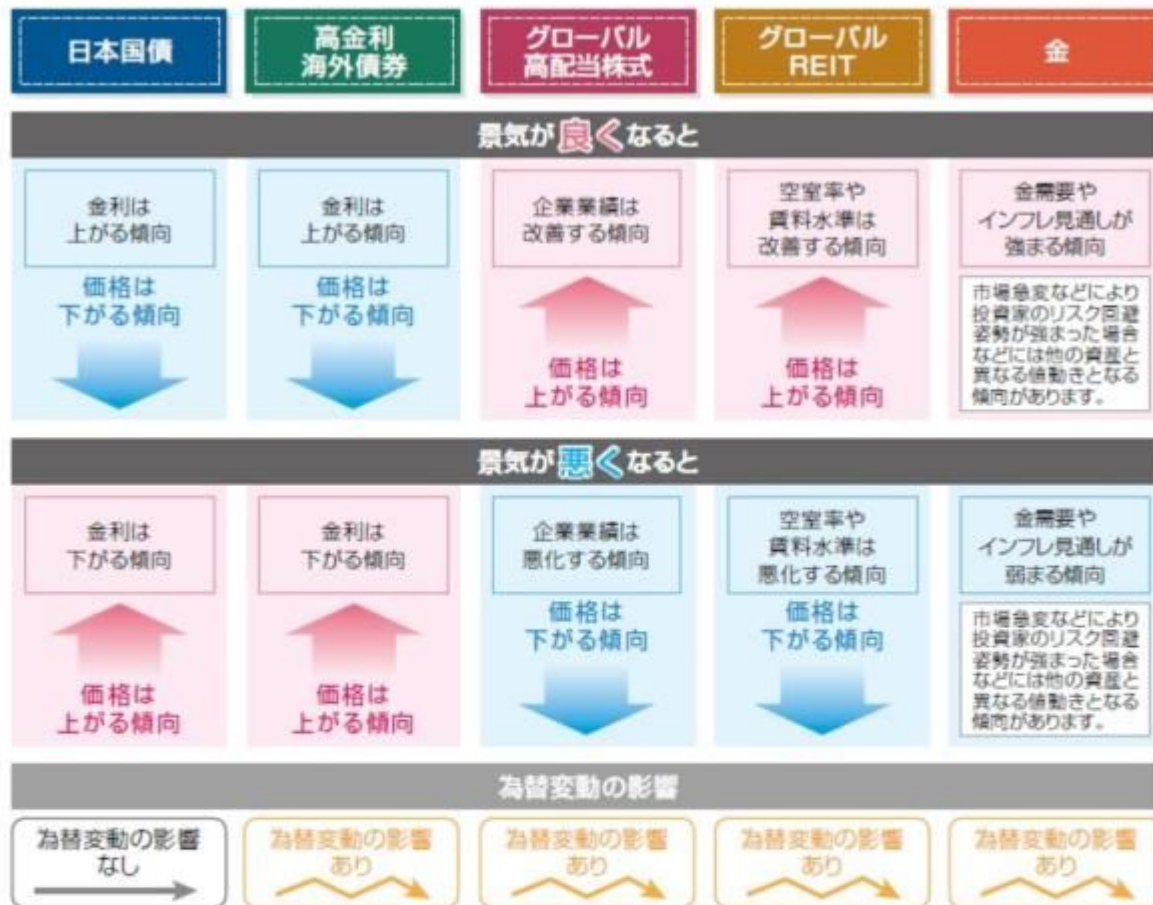 日本国債
高金利
海外債券
グローバル
高配当株式
グローバル
REIT
金
景気が良くなると
金利は
上がる傾向
価格は
下がる傾向
金利は
上がる傾向
価格は
下がる傾向
企業業績は
改善する傾向
価格は
上がる傾向
空室率や
賃料水準は
改善する傾向
価格は
上がる傾向
金需要や
インフレ見通しが
強まる傾向
市場急変などにより
投資家のリスク回避
姿勢が強まった場合
などには他の資産と
異なる値動きとなる
傾向があります。
景気が悪くなると
金利は
下がる傾向
価格は
上がる傾向
金利は
下がる傾向
価格は
上がる傾向
企業業績は
悪化する傾向
価格は
下がる傾向
空室率や
賃料水準は
悪化する傾向
価格は
下がる傾向
金需要や
インフレ見通しが
弱まる傾向
市場急変などにより
投資家のリスク回避
姿勢が強まった場合
などには他の資産と
異なる値動きとなる
傾向があります。
為替変動の影響
為替変動の影響
なし
為替変動の影響
あり
為替変動の影響
あり
為替変動の影響
あり
為替変動の影響
あり